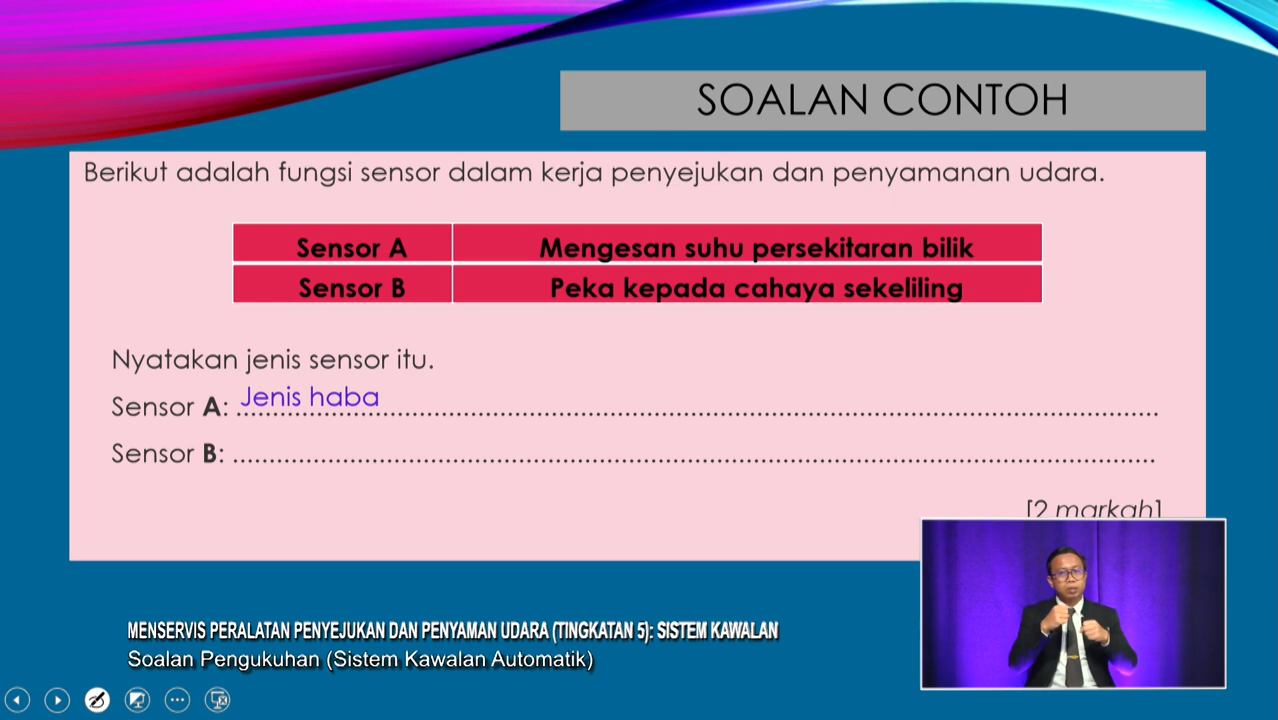 SOALAN CONTOH
Berikut adalah fungsi sensor dalam kerja penyejukan dan penyamanan udara.
Sensor A Mengesan suhu persekitaran bilik
Sensor B Peka kepada cahaya sekeliling
Nyatakan jenis sensor itu.
Sensor A: Jenis haba ................................................................
Sensor B: ................................................................
[2 markah]
MENSERVIS PERALATAN PENYEJUKAN DAN PENYAMAN UDARA (TINGKATAN 5): SISTEM KAWALAN
Soalan Pengukuhan (Sistem Kawalan Automatik)